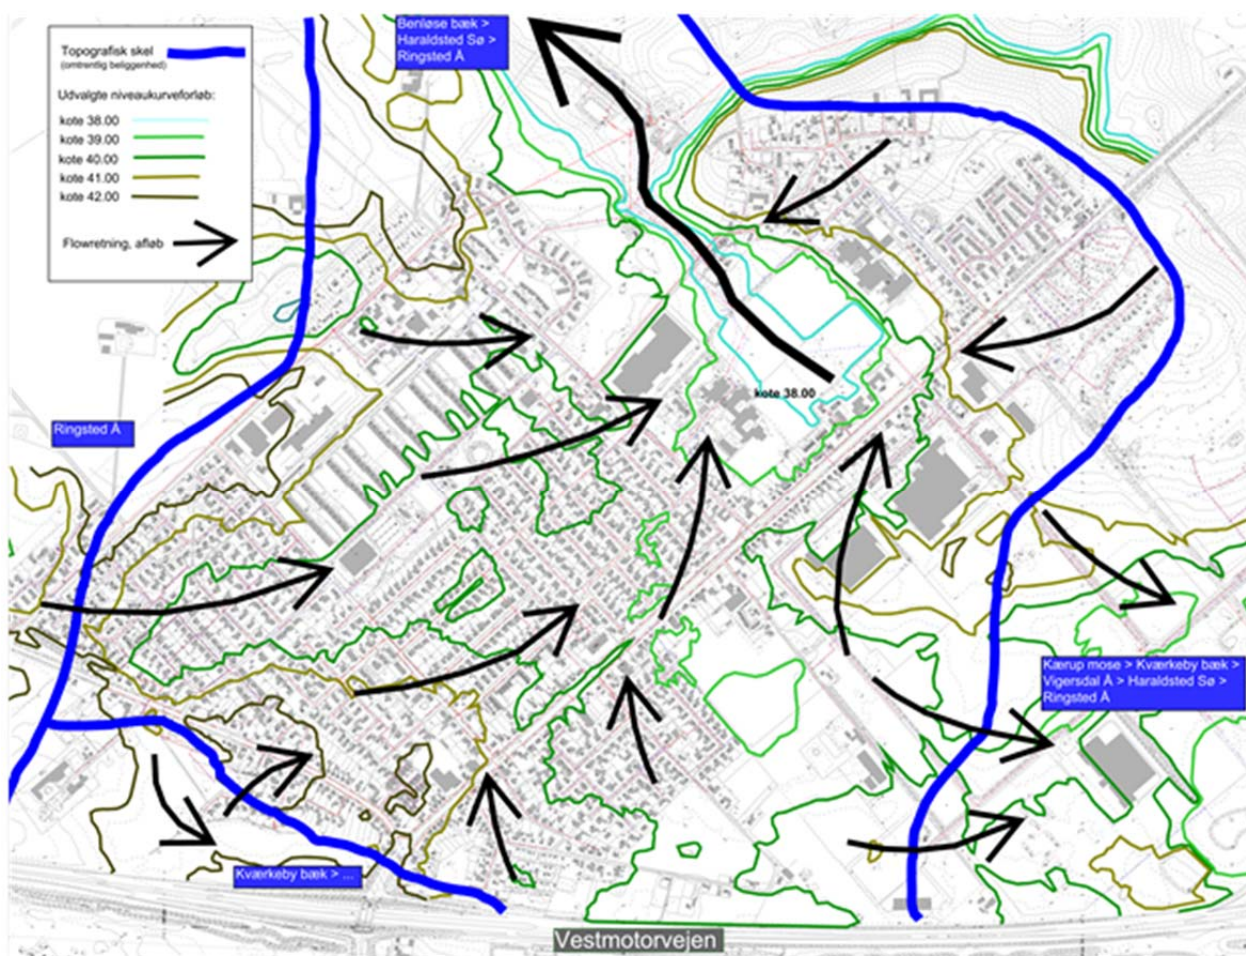 Topografisk skel
(omtrentlig beliggenhed)
Udvalgte niveaukurveforløb:
kote 38.00
kote 39.00
kote 40.00
kote 41.00
kote 42.00
Flowretning, afløb
Benløse bæk >
Haraldsted Sø >
Ringsted Å
kote 38.00
Ringsted Å
Kærup mose > Kværkeby bæk >
Vigersdal Å > Haraldsted Sø >
Ringsted Å
Kværkeby bæk > ...
Vestmotorvejen